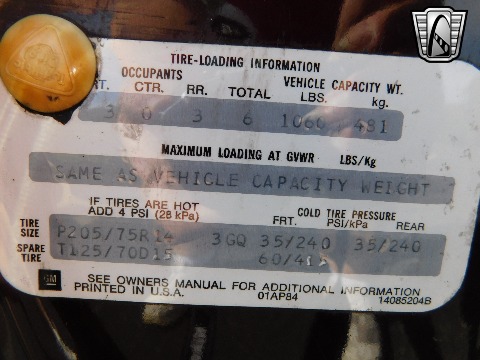 TIRE-LOADING INFORMATION
OCCUPANTS VEHICLE CAPACITY WT.
RT. CTR. RR. TOTAL LBS. kg.
3 0 3 6 1060 481
MAXIMUM LOADING AT GVWR LBS/Kg
SAME AS VEHICLE CAPACITY WEIGHT
IF TIRES ARE HOT
ADD 4 PSI (28 kPa)
COLD TIRE PRESSURE
FRT. PSI/kPa REAR
TIRE SIZE P205/75R14 3GQ 35/240 35/240
SPARE TIRE T125/70D15 60/415
GM
SEE OWNERS MANUAL FOR ADDITIONAL INFORMATION
PRINTED IN U.S.A. 01AP84 14085204B